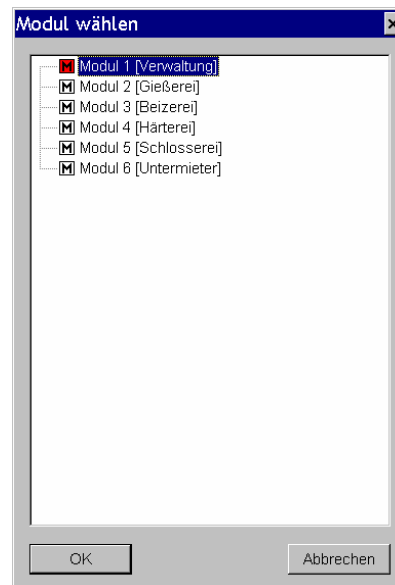 Modul wählen
M Modul 1 [Verwaltung]
M Modul 2 [Gießerei]
M Modul 3 [Beizerei]
M Modul 4 [Härterei]
M Modul 5 [Schlosserei]
M Modul 6 [Untermieter]
OK Abbrechen